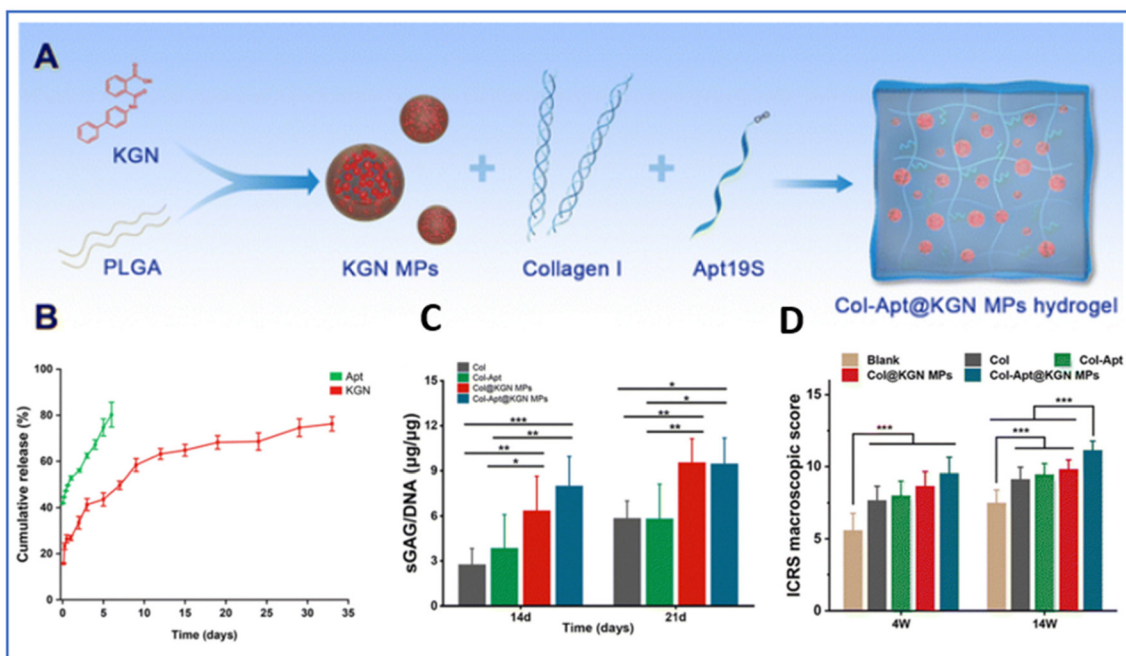 A
KGN
PLGA
KGN MPs
Collagen I
Apt19S
Col-Apt@KGN MPs hydrogel
B
Cumulative release (%)
100
80
60
40
20
0
Apt
KGN
0 5 10 15 20 25 30 35
Time (days)
C
Col
Col-Apt
Col@KGN MPs
Col-Apt@KGN MPs
sGAG/DNA (µg/µg)
15
12
9
6
3
0
***
**
**
*
*
*
**
**
14d 21d
Time (days)
D
Blank Col Col-Apt
Col@KGN MPs Col-Apt@KGN MPs
ICRS macroscopic score
15
10
5
0
***
***
***
4W 14W